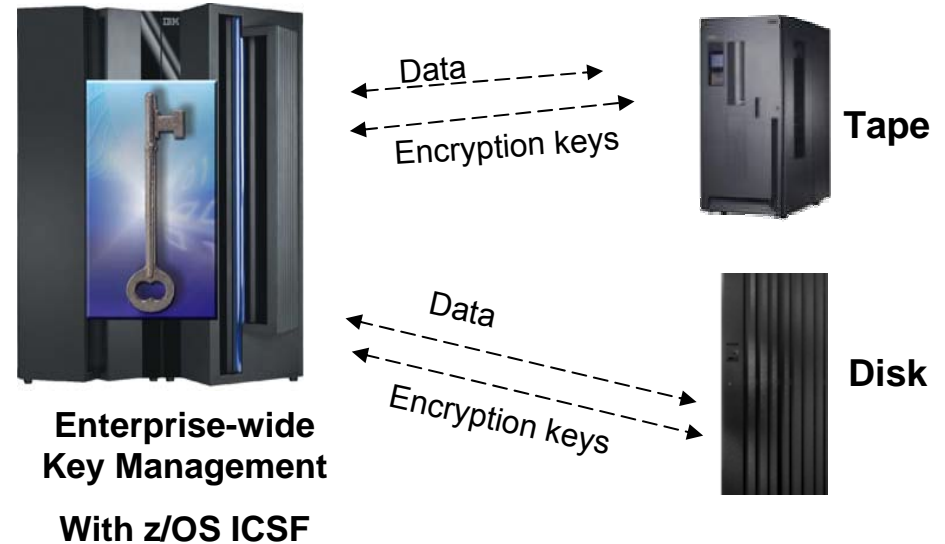 IBM
Data
Encryption keys
Tape
Data
Encryption keys
Disk
Enterprise-wide
Key Management
With z/OS ICSF